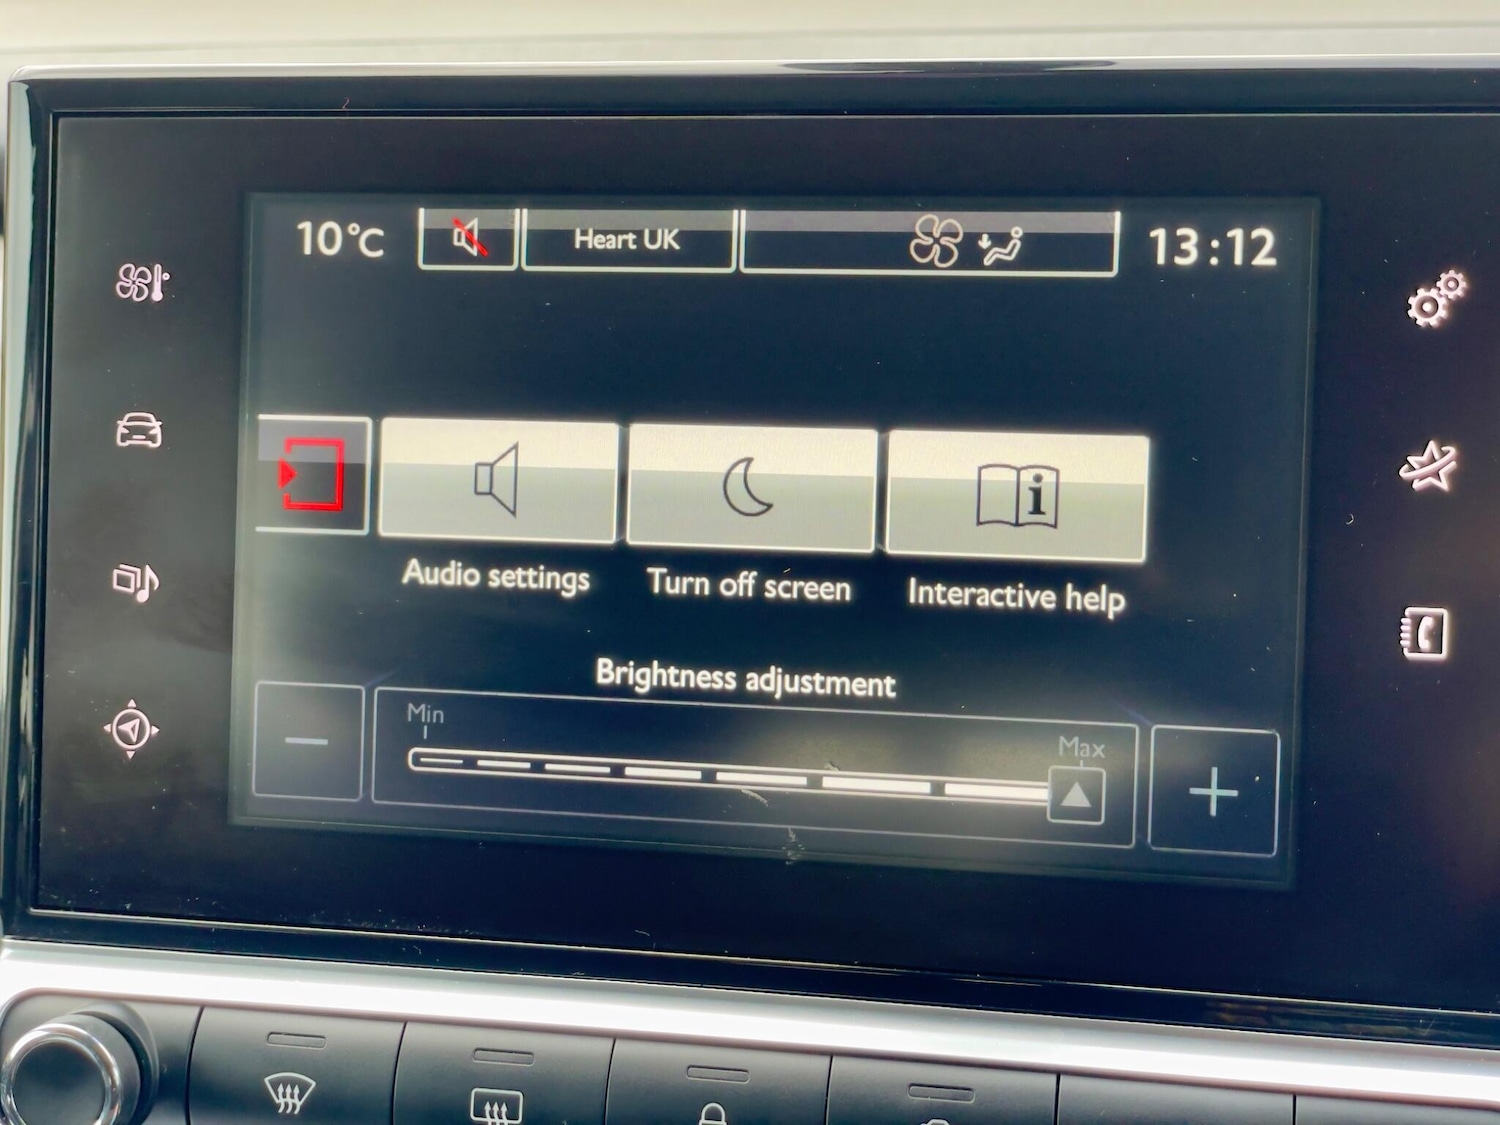 10°C
Heart UK
13:12
Audio settings
Turn off screen
Interactive help
Brightness adjustment
Min
Max